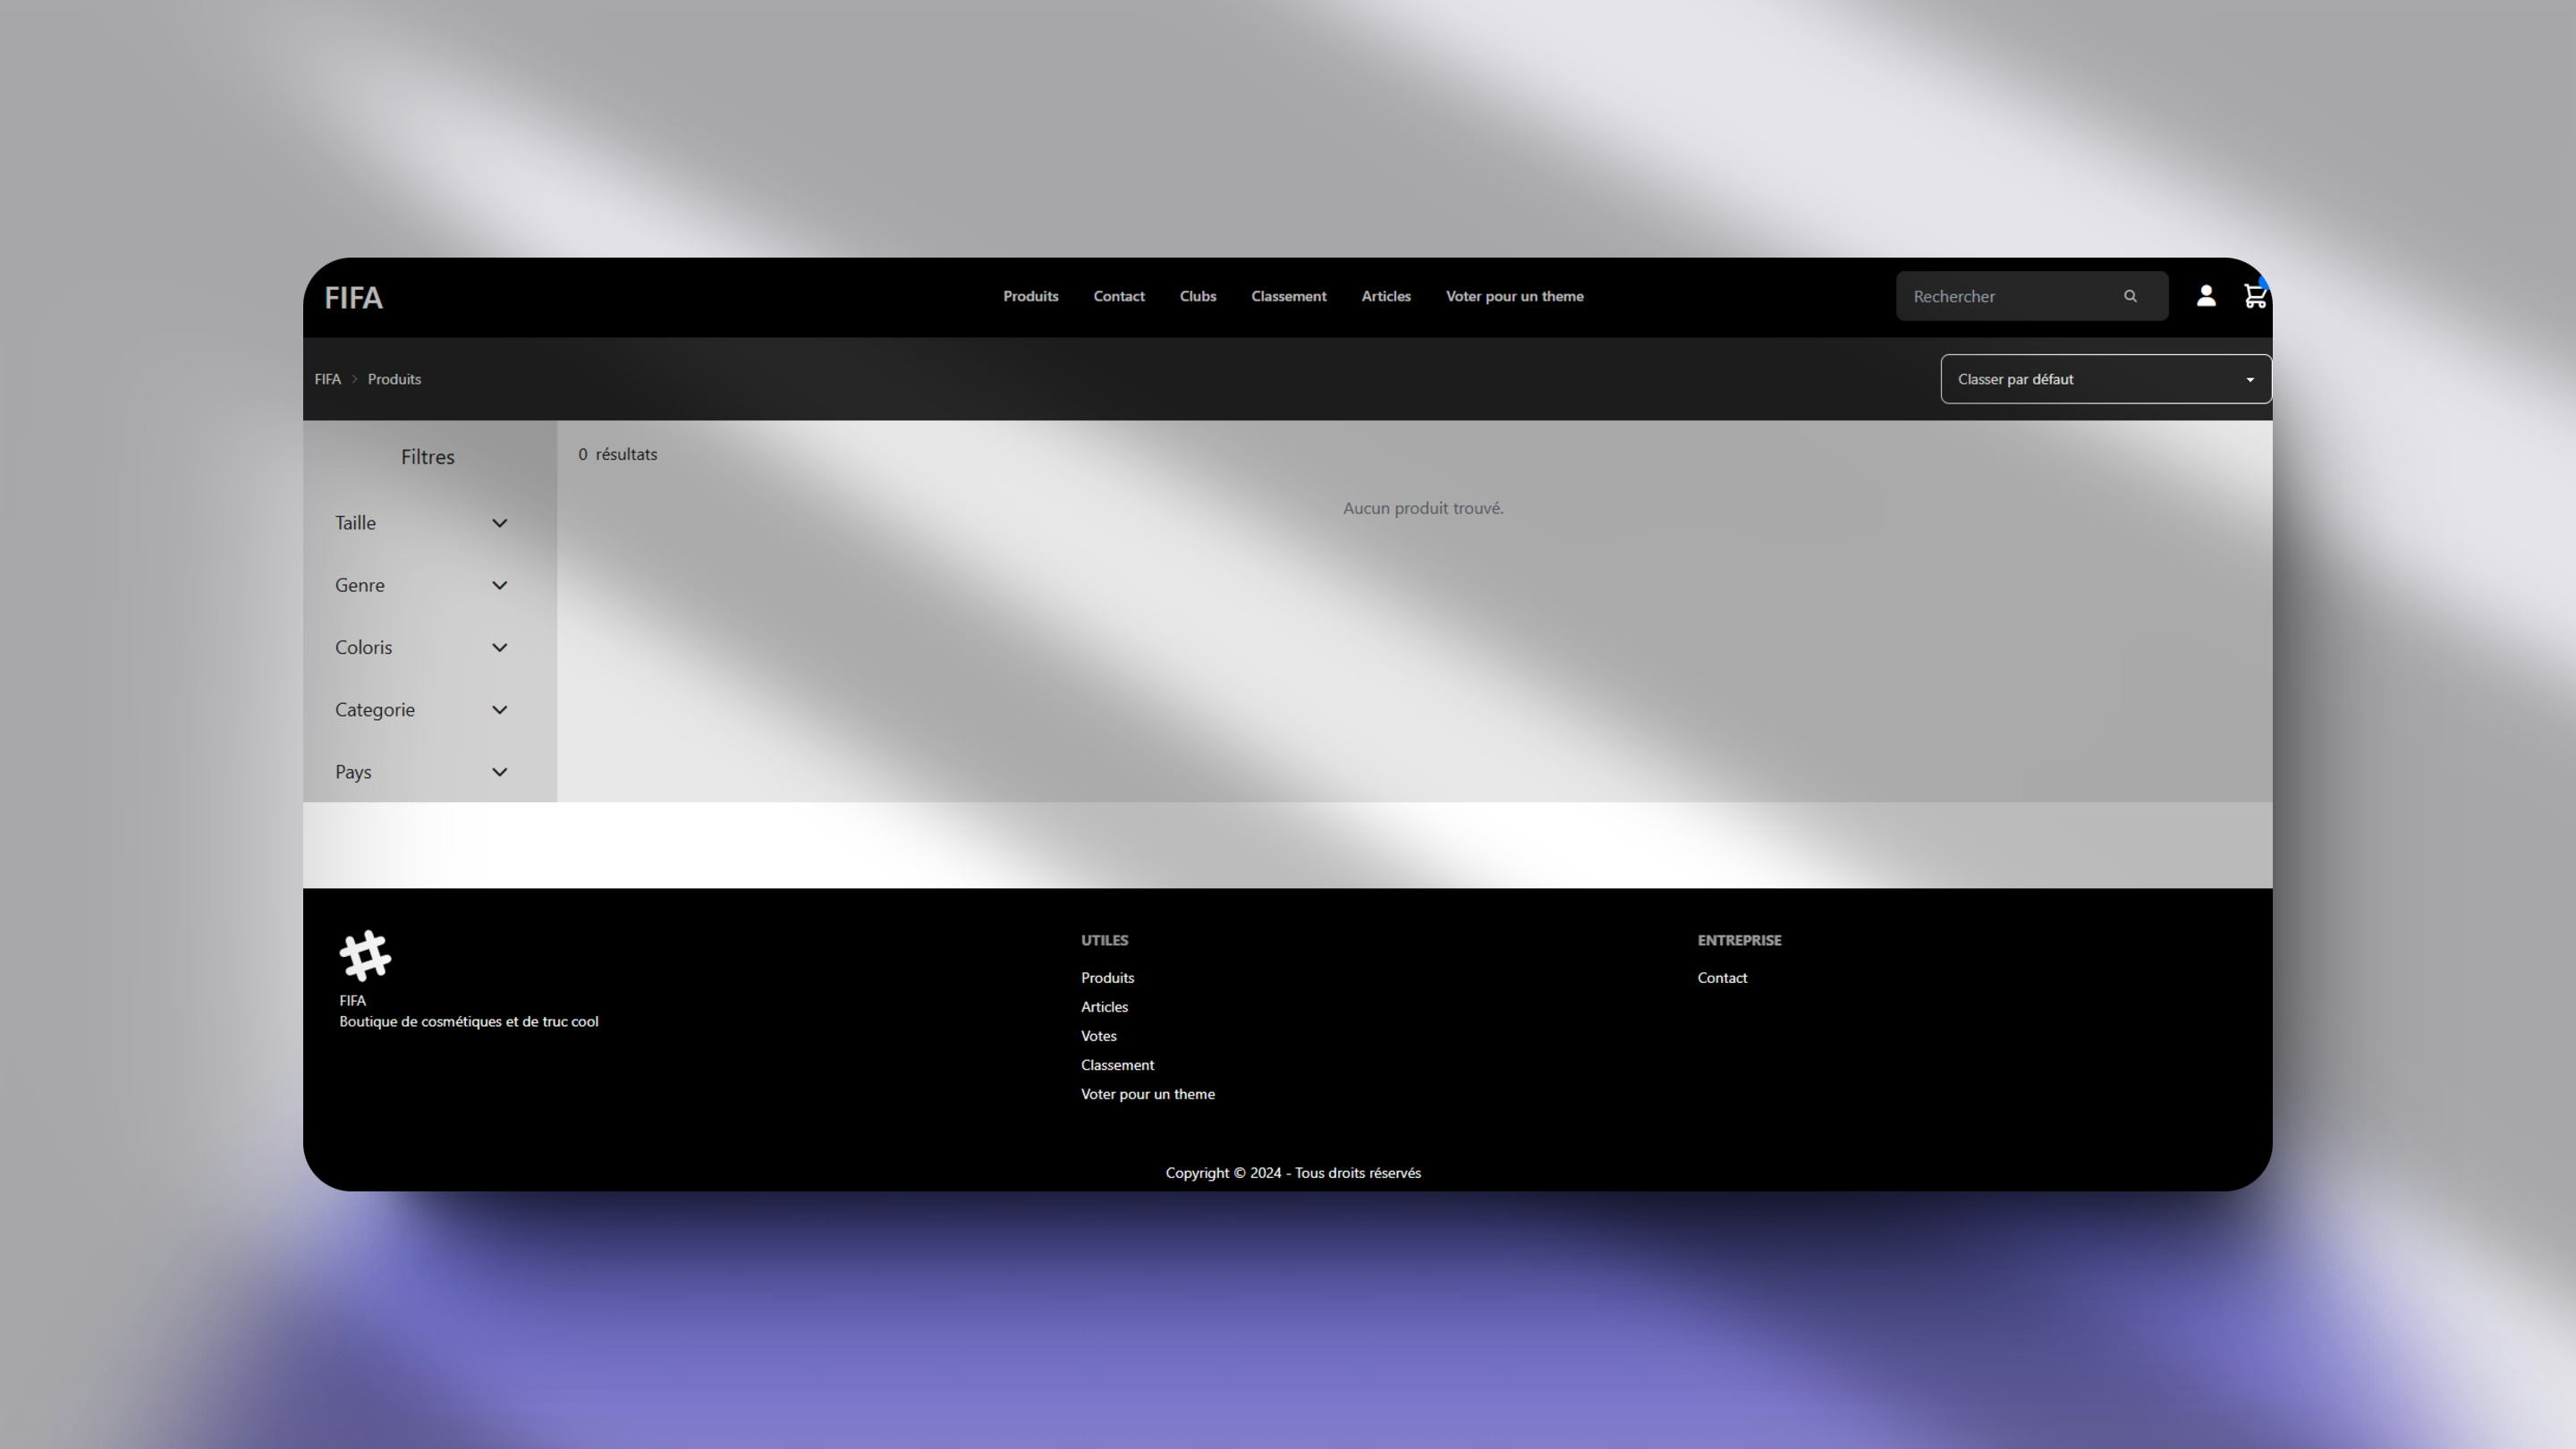 FIFA
Produits Contact Clubs Classement Articles Voter pour un theme
Rechercher
FIFA Produits
Classer par défaut
Filtres
Taille
Genre
Coloris
Categorie
Pays
0 résultats
Aucun produit trouvé.
FIFA
Boutique de cosmétiques et de truc cool
UTILES
Produits
Articles
Votes
Classement
Voter pour un theme
ENTREPRISE
Contact
Copyright © 2024 - Tous droits réservés